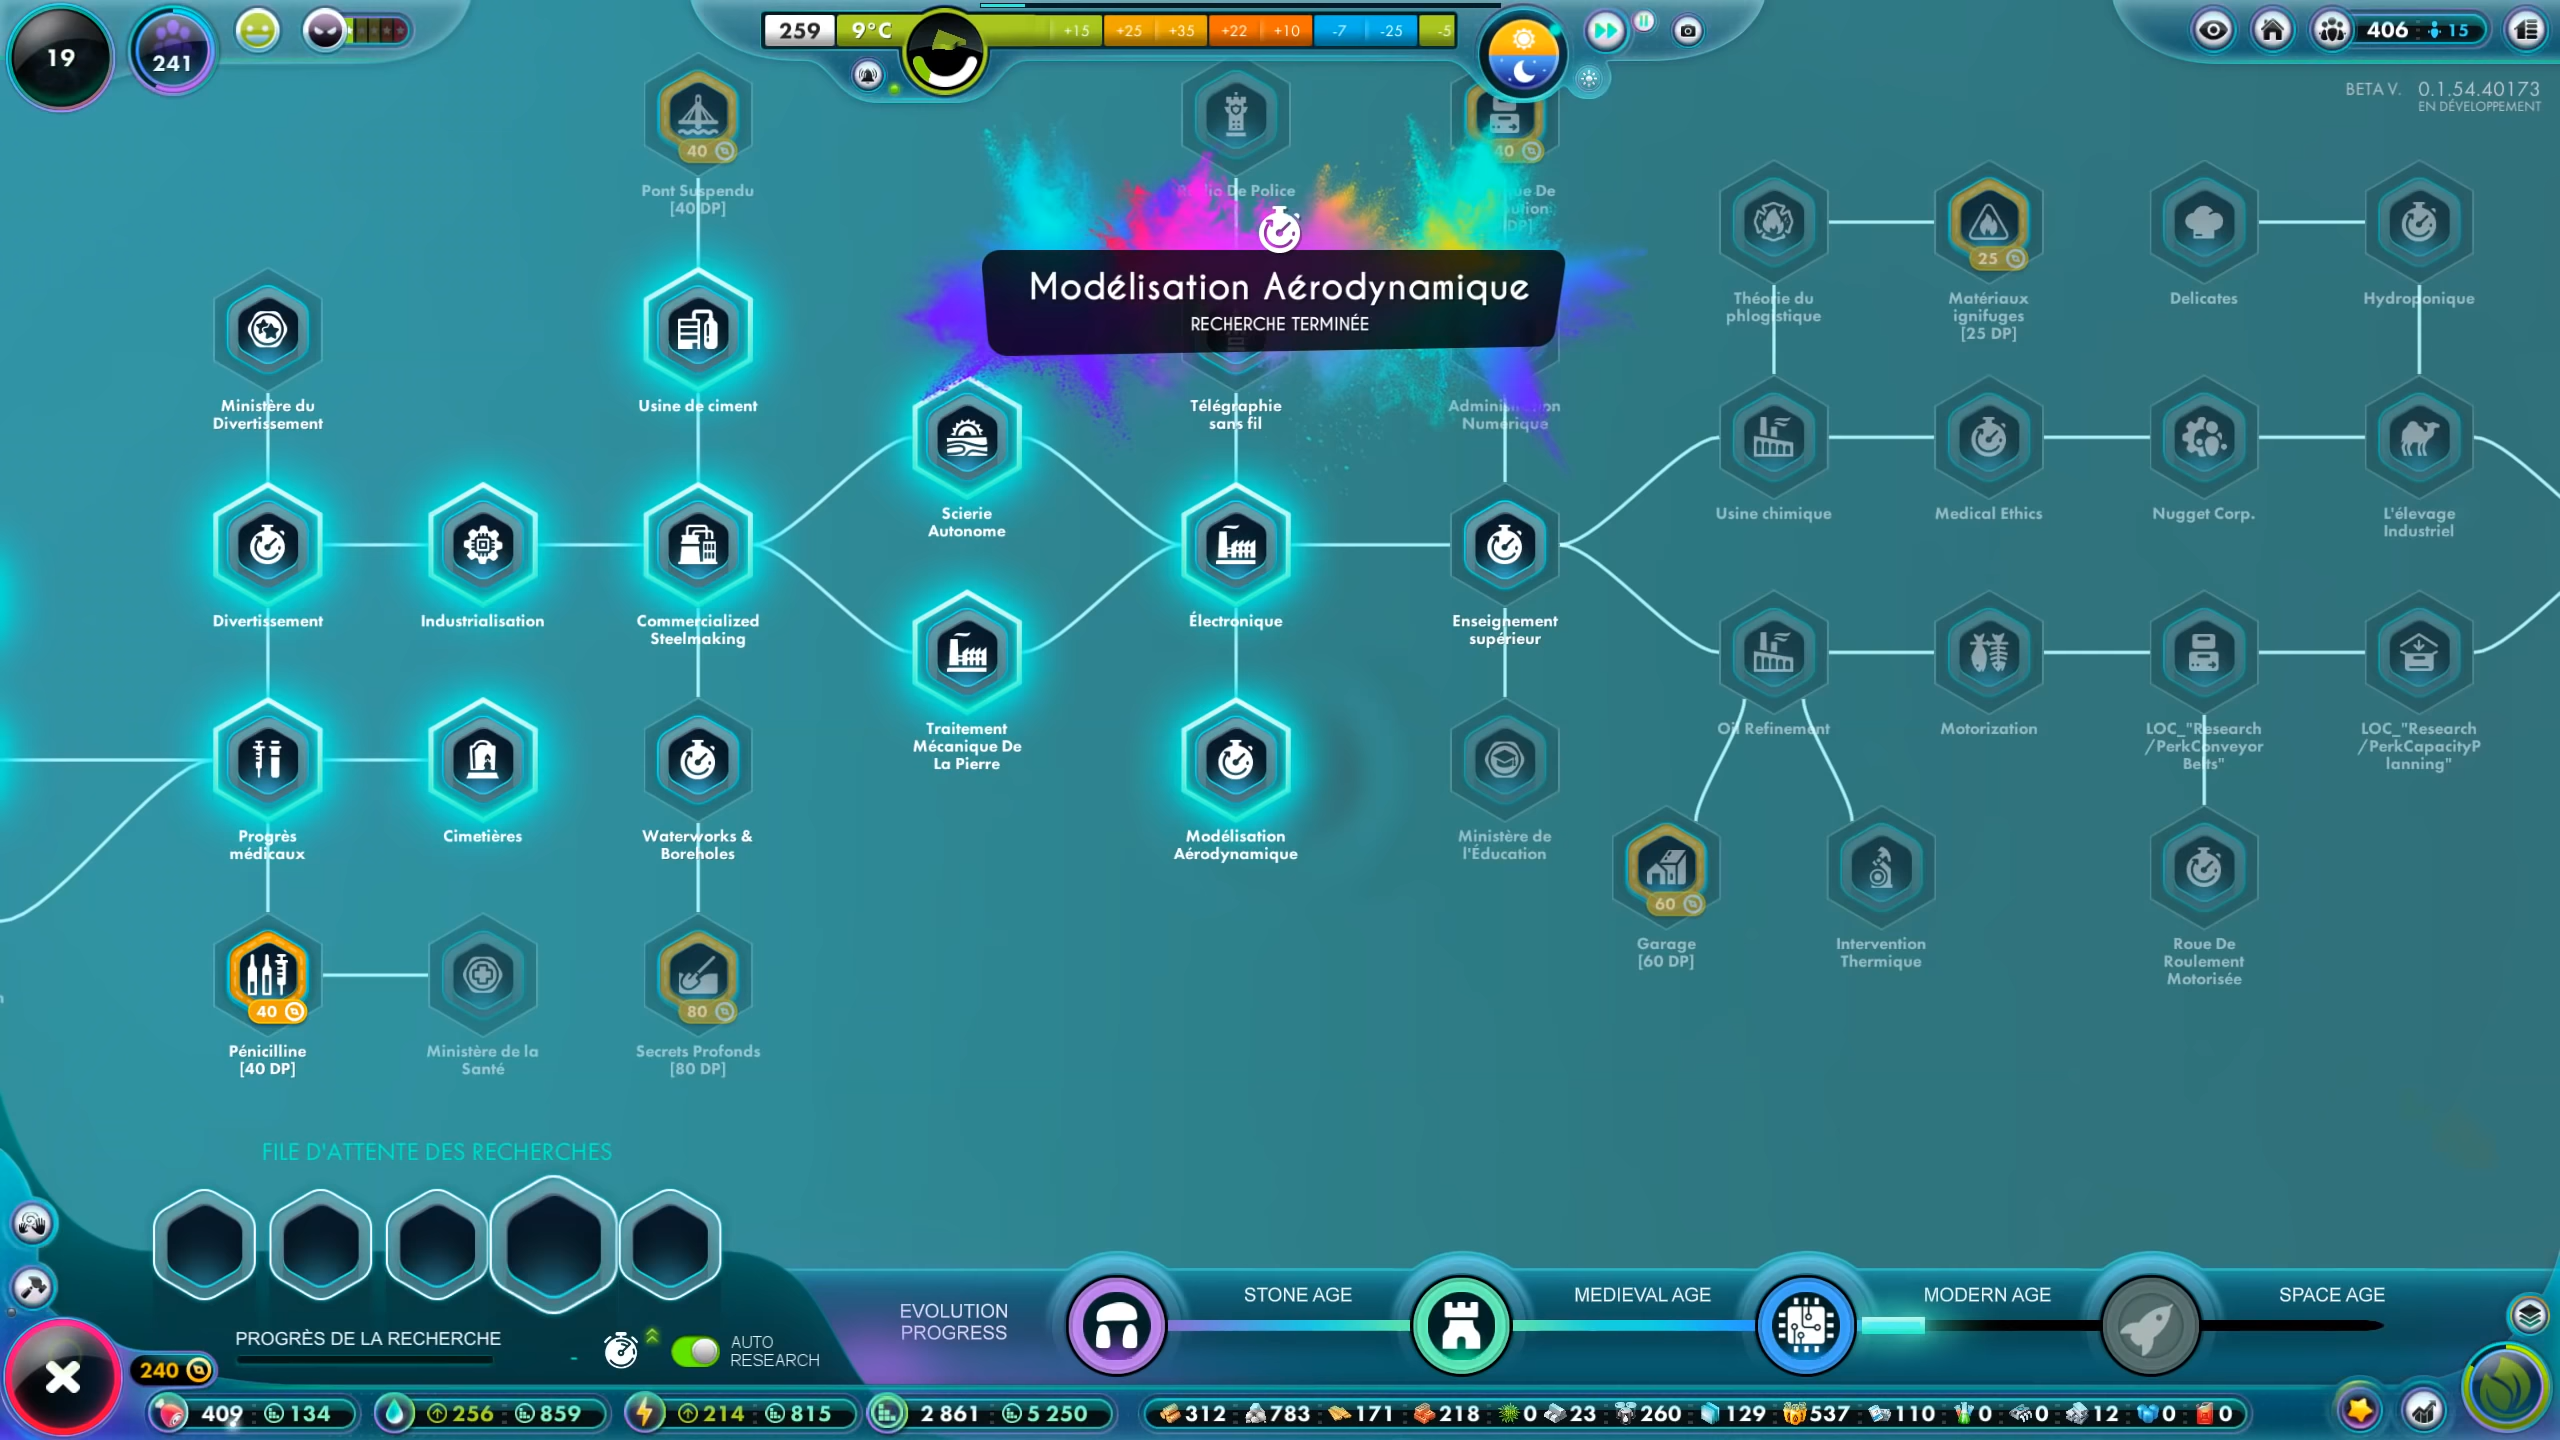 19
241
259
9°C
+15
+25
+35
+22
+10
-7
-25
-5
406
15
BETA V. 0.1.54.40173
EN DÉVELOPPEMENT
40
Pont Suspendu
[40 DP]
De Police
40
ue De
Modélisation Aérodynamique
RECHERCHE TERMINÉE
25
Théorie du
phlogistique
Matériaux
ignifuges
[25 DP]
Delicates
Hydroponique
Ministère du
Divertissement
Usine de ciment
Télégraphie
sans fil
Numérique
Scierie
Autonome
Usine chimique
Medical Ethics
Nugget Corp.
L'élevage
Industriel
Divertissement
Industrialisation
Commercialized
Steelmaking
Électronique
Enseignement
supérieur
Traitement
Mécanique De
La Pierre
Oil Refinement
Motorization
LOC_"Research
/PerkConveyor
Belts"
LOC_"Research
/PerkCapacityP
lanning"
Progrès
médicaux
Cimetières
Waterworks &
Boreholes
Modélisation
Aérodynamique
Ministère de
l'Éducation
60
Garage
[60 DP]
Intervention
Thermique
Roue De
Roulement
Motorisée
40
Pénicilline
[40 DP]
Ministère de la
Santé
80
Secrets Profonds
[80 DP]
FILE D'ATTENTE DES RECHERCHES
PROGRÈS DE LA RECHERCHE
-
AUTO
RESEARCH
EVOLUTION
PROGRESS
STONE AGE
MEDIEVAL AGE
MODERN AGE
SPACE AGE
240
409
134
256
859
214
815
2 861
5 250
312
783
171
218
0
23
260
129
537
110
0
0
12
0
0